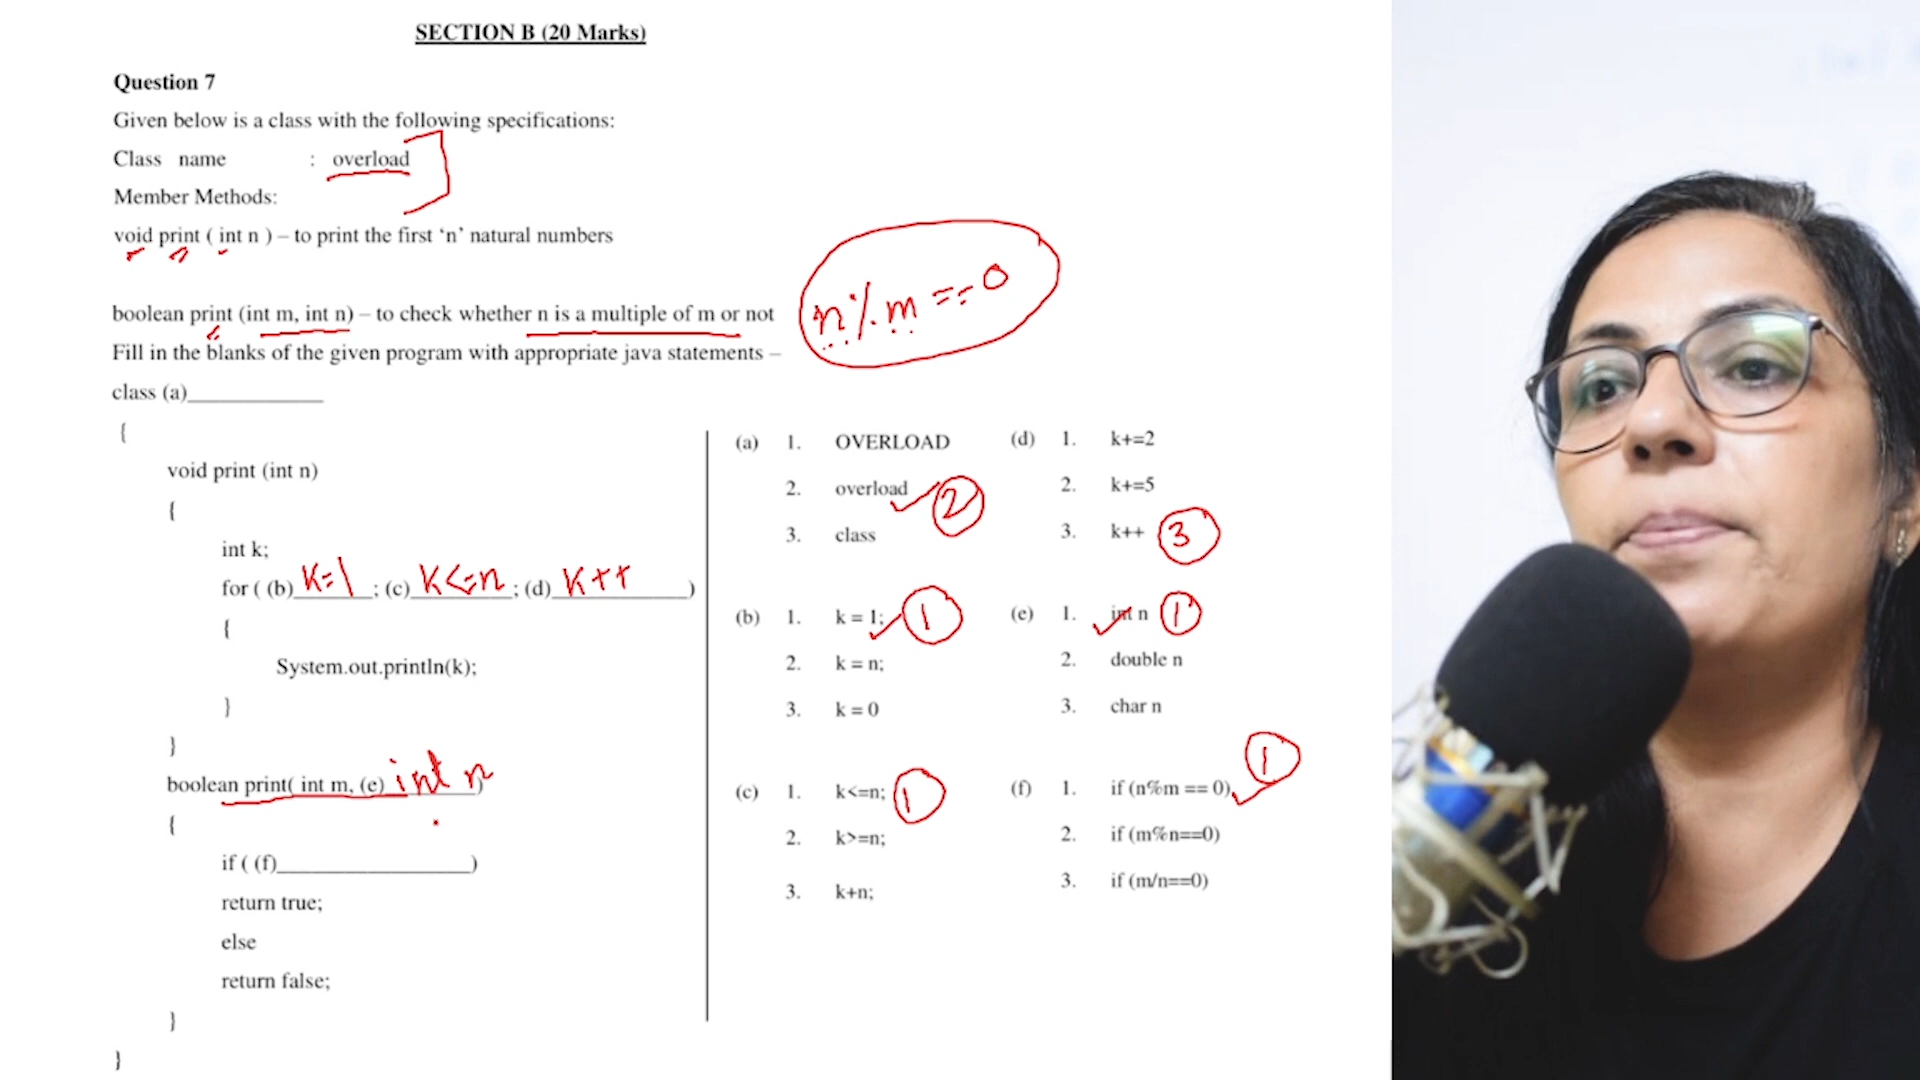 SECTION B (20 Marks)
Question 7
Given below is a class with the following specifications:
Class name : overload
Member Methods:
void print ( int n ) – to print the first ‘n’ natural numbers
n%m==0
boolean print (int m, int n) – to check whether n is a multiple of m or not
Fill in the blanks of the given program with appropriate java statements –
class (a)____________
{
void print (int n)
{
int k;
for ( (b) K=1 ; (c) K<=n ; (d) K++ )
{
System.out.println(k);
}
}
boolean print( int m, (e) int n )
{
if ( (f)__________________)
return true;
else
return false;
}
}
(a) 1. OVERLOAD
2. overload 2
3. class
(b) 1. k = 1; 1
2. k = n;
3. k = 0
(c) 1. k<=n; 1
2. k>=n;
3. k+n;
(d) 1. k+=2
2. k+=5
3. k++ 3
(e) 1. int n 1
2. double n
3. char n
(f) 1. if (n%m == 0) 1
2. if (m%n==0)
3. if (m/n==0)